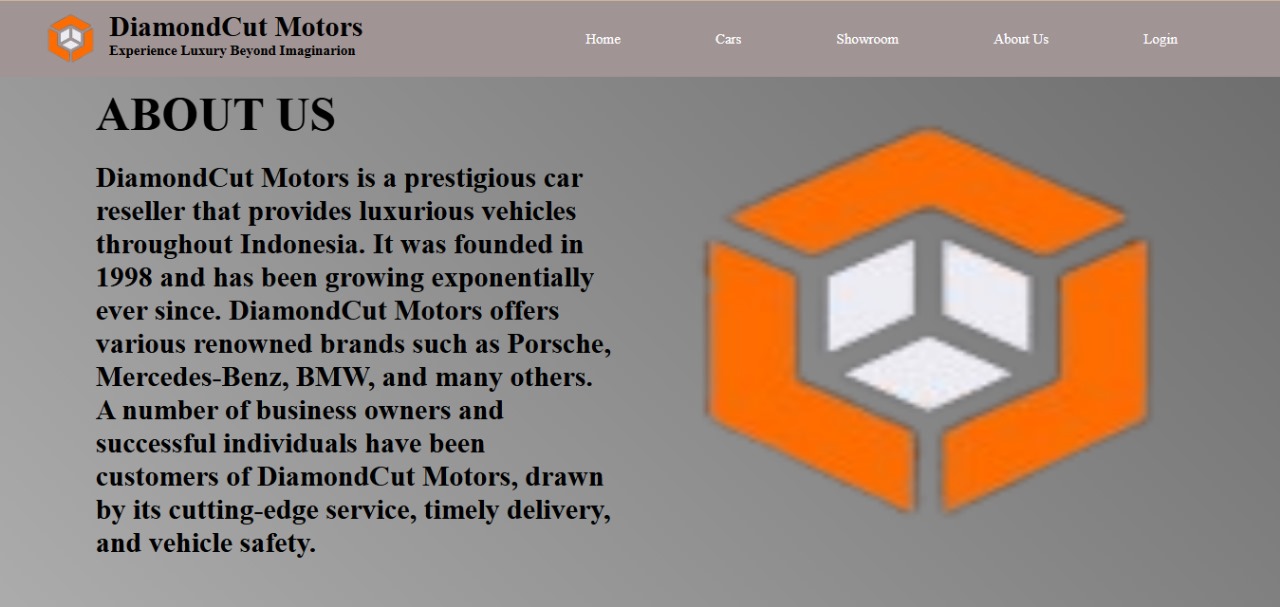 DiamondCut Motors
Experience Luxury Beyond Imaginarion
Home
Cars
Showroom
About Us
Login
ABOUT US
DiamondCut Motors is a prestigious car
reseller that provides luxurious vehicles
throughout Indonesia. It was founded in
1998 and has been growing exponentially
ever since. DiamondCut Motors offers
various renowned brands such as Porsche,
Mercedes-Benz, BMW, and many others.
A number of business owners and
successful individuals have been
customers of DiamondCut Motors, drawn
by its cutting-edge service, timely delivery,
and vehicle safety.